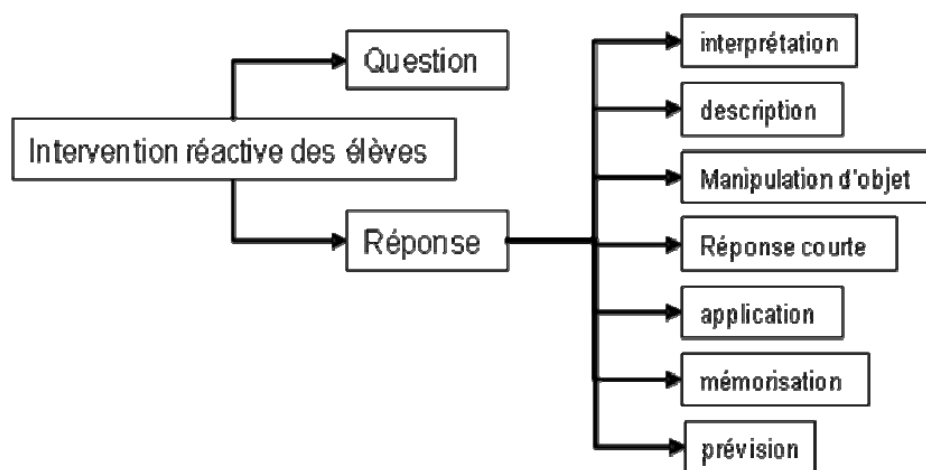 Question
Intervention réactive des élèves
Réponse
interprétation
description
Manipulation d'objet
Réponse courte
application
mémorisation
prévision